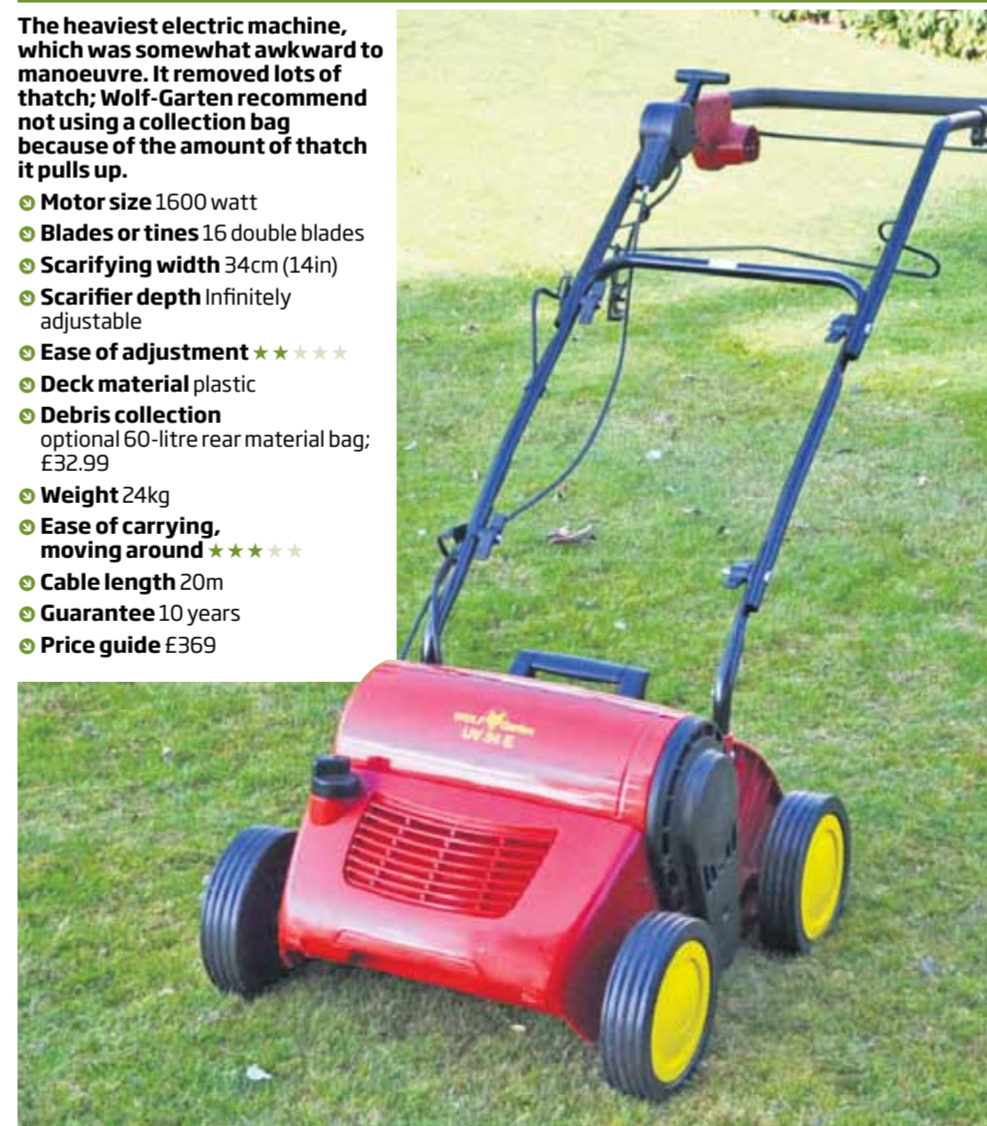 The heaviest electric machine,
which was somewhat awkward to
manoeuvre. It removed lots of
thatch; Wolf-Garten recommend
not using a collection bag
because of the amount of thatch
it pulls up.
Motor size 1600 watt
Blades or tines 16 double blades
Scarifying width 34cm (14in)
Scarifier depth Infinitely
adjustable
Ease of adjustment ★★★★★
Deck material plastic
Debris collection
optional 60-litre rear material bag;
£32.99
Weight 24kg
Ease of carrying,
moving around ★★★★★
Cable length 20m
Guarantee 10 years
Price guide £369
WOLF Garten
UV 34 E